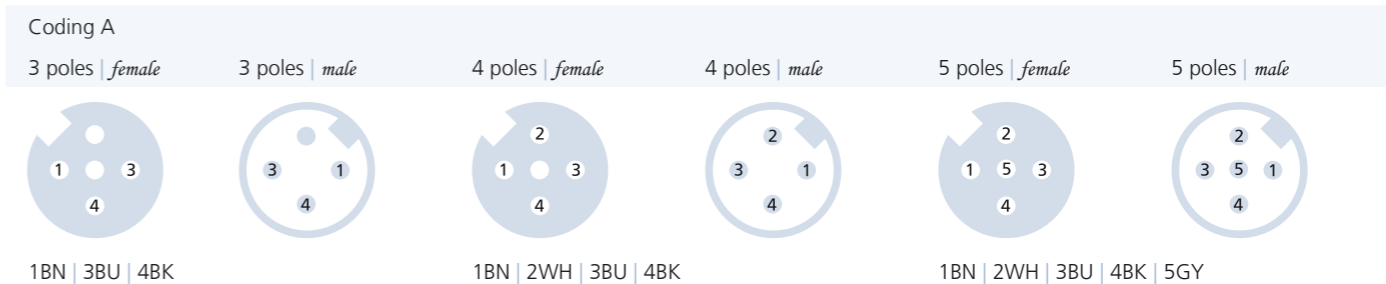 Coding A
3 poles | female 3 poles | male 4 poles | female 4 poles | male 5 poles | female 5 poles | male
2 2 2 2
1 3 3 1 1 3 3 1 1 5 3 3 5 1
4 4 4 4 4 4
1BN | 3BU | 4BK 1BN | 2WH | 3BU | 4BK 1BN | 2WH | 3BU | 4BK | 5GY